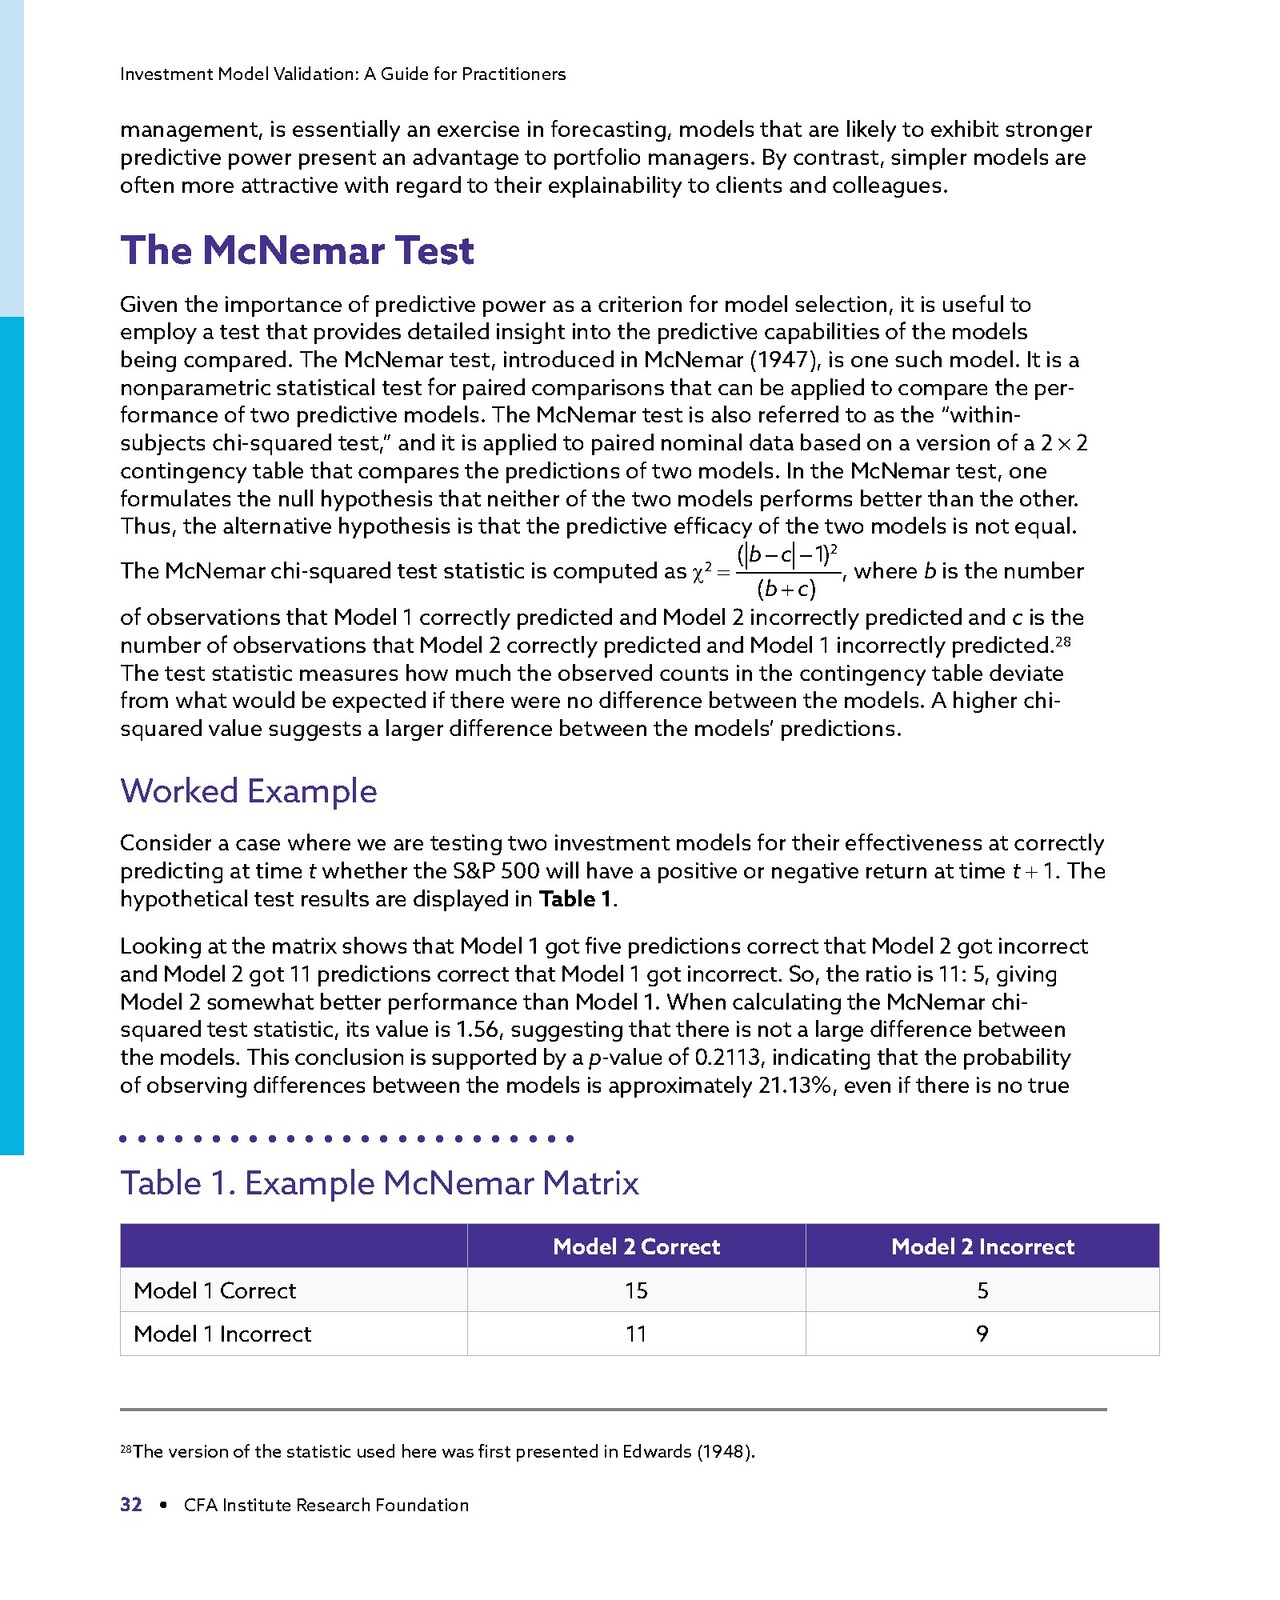 Investment Model Validation: A Guide for Practitioners
management, is essentially an exercise in forecasting, models that are likely to exhibit stronger
predictive power present an advantage to portfolio managers. By contrast, simpler models are
often more attractive with regard to their explainability to clients and colleagues.
The McNemar Test
Given the importance of predictive power as a criterion for model selection, it is useful to
employ a test that provides detailed insight into the predictive capabilities of the models
being compared. The McNemar test, introduced in McNemar (1947), is one such model. It is a
nonparametric statistical test for paired comparisons that can be applied to compare the per-
formance of two predictive models. The McNemar test is also referred to as the “within-
subjects chi-squared test,” and it is applied to paired nominal data based on a version of a 2 × 2
contingency table that compares the predictions of two models. In the McNemar test, one
formulates the null hypothesis that neither of the two models performs better than the other.
Thus, the alternative hypothesis is that the predictive efficacy of the two models is not equal.
The McNemar chi-squared test statistic is computed as χ² = (|b − c| − 1)² / (b + c), where b is the number
of observations that Model 1 correctly predicted and Model 2 incorrectly predicted and c is the
number of observations that Model 2 correctly predicted and Model 1 incorrectly predicted.²⁸
The test statistic measures how much the observed counts in the contingency table deviate
from what would be expected if there were no difference between the models. A higher chi-
squared value suggests a larger difference between the models’ predictions.
Worked Example
Consider a case where we are testing two investment models for their effectiveness at correctly
predicting at time t whether the S&P 500 will have a positive or negative return at time t + 1. The
hypothetical test results are displayed in Table 1.
Looking at the matrix shows that Model 1 got five predictions correct that Model 2 got incorrect
and Model 2 got 11 predictions correct that Model 1 got incorrect. So, the ratio is 11: 5, giving
Model 2 somewhat better performance than Model 1. When calculating the McNemar chi-
squared test statistic, its value is 1.56, suggesting that there is not a large difference between
the models. This conclusion is supported by a p-value of 0.2113, indicating that the probability
of observing differences between the models is approximately 21.13%, even if there is no true
Table 1. Example McNemar Matrix
Model 2 Correct Model 2 Incorrect
Model 1 Correct 15 5
Model 1 Incorrect 11 9
²⁸The version of the statistic used here was first presented in Edwards (1948).
32 • CFA Institute Research Foundation